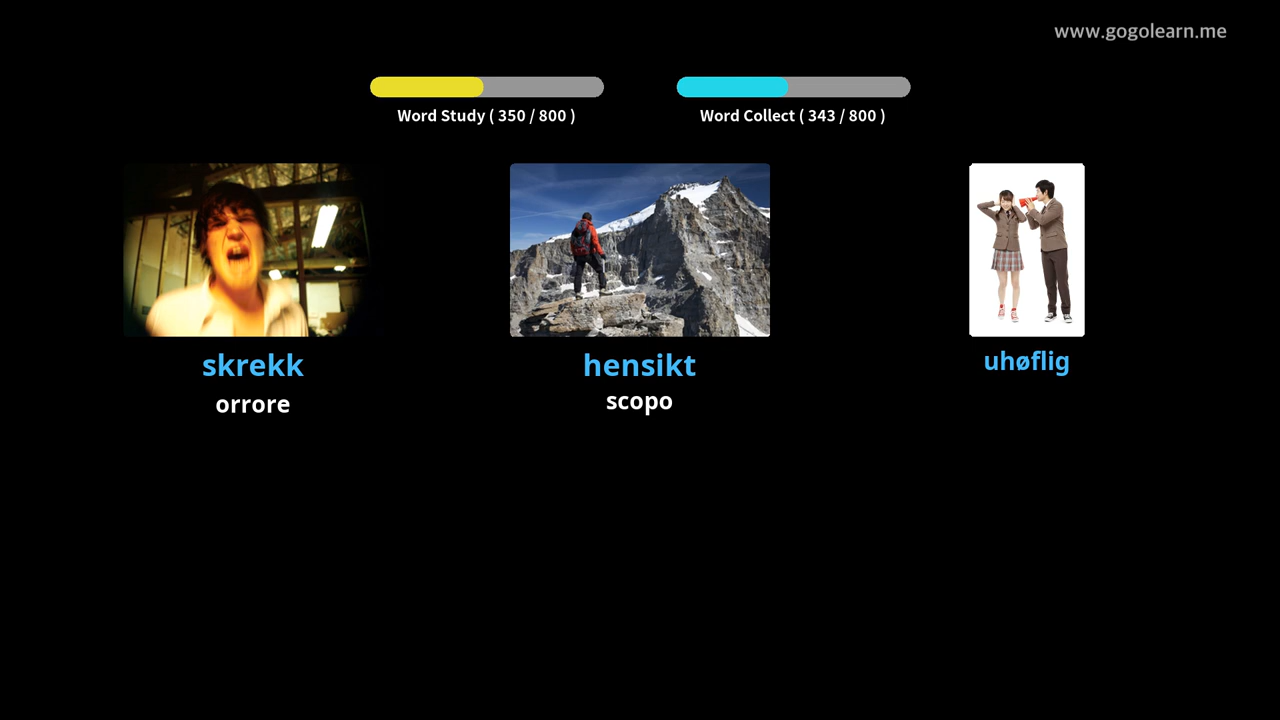 www.gogolearn.me
Word Study ( 350 / 800 )
Word Collect ( 343 / 800 )
skrekk
orrore
hensikt
scopo
uhøflig